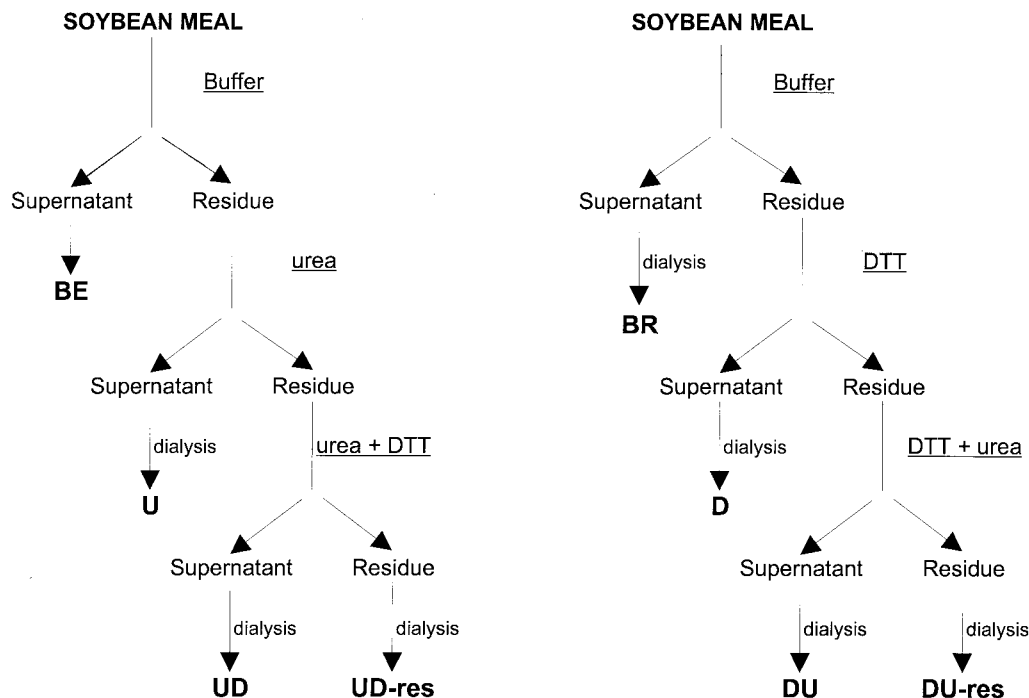 SOYBEAN MEAL
Buffer
Supernatant Residue
BE
urea
Supernatant Residue
dialysis
U
urea + DTT
Supernatant Residue
dialysis dialysis
UD UD-res
SOYBEAN MEAL
Buffer
Supernatant Residue
dialysis
BR
DTT
Supernatant Residue
dialysis
D
DTT + urea
Supernatant Residue
dialysis dialysis
DU DU-res